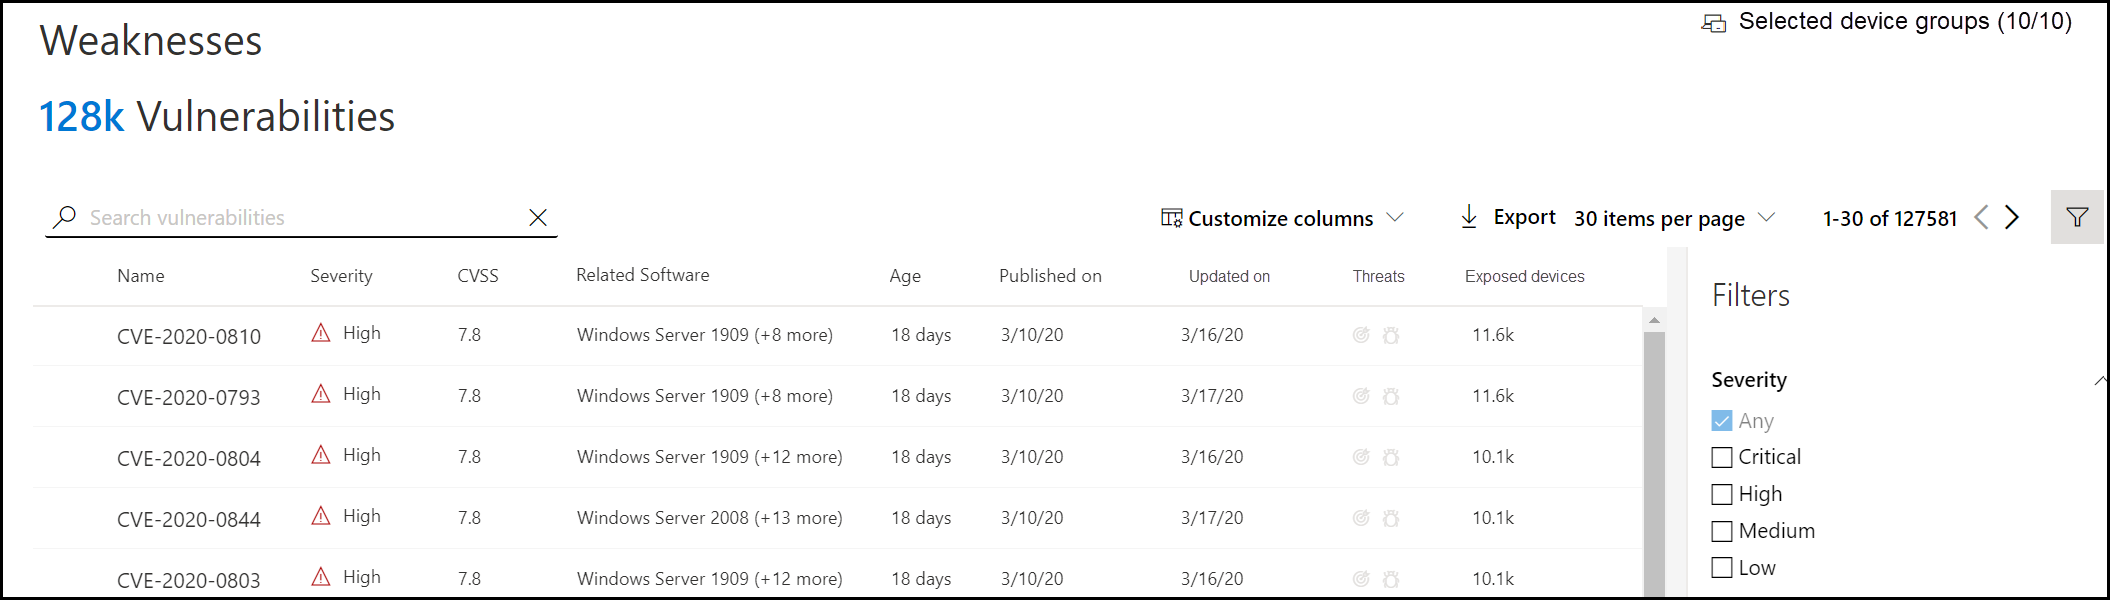 Selected device groups (10/10)
Weaknesses
128k Vulnerabilities
Search vulnerabilities
Customize columns
Export
30 items per page
1-30 of 127581
Name Severity CVSS Related Software Age Published on Updated on Threats Exposed devices
CVE-2020-0810 High 7.8 Windows Server 1909 (+8 more) 18 days 3/10/20 3/16/20 11.6k
CVE-2020-0793 High 7.8 Windows Server 1909 (+8 more) 18 days 3/10/20 3/17/20 11.6k
CVE-2020-0804 High 7.8 Windows Server 1909 (+12 more) 18 days 3/10/20 3/16/20 10.1k
CVE-2020-0844 High 7.8 Windows Server 2008 (+13 more) 18 days 3/10/20 3/17/20 10.1k
CVE-2020-0803 High 7.8 Windows Server 1909 (+12 more) 18 days 3/10/20 3/16/20 10.1k
Filters
Severity
Any
Critical
High
Medium
Low